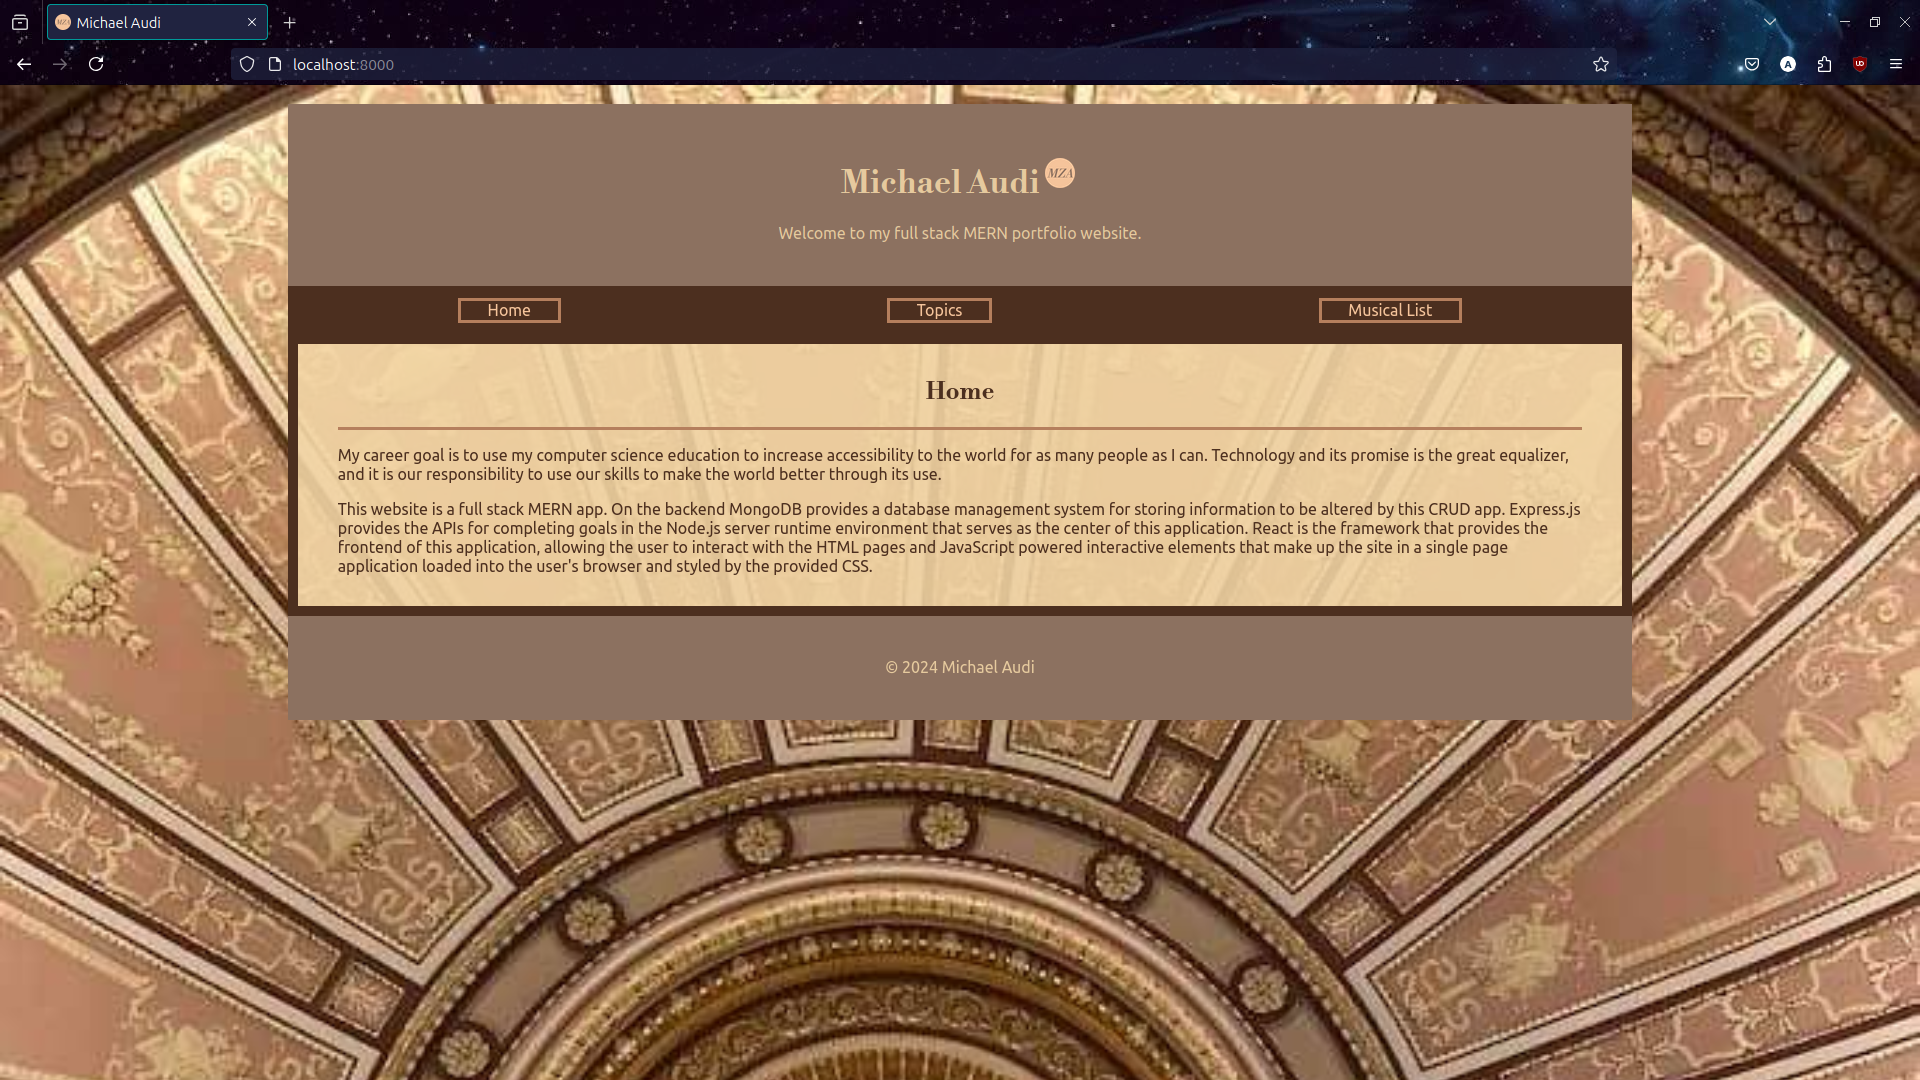 MZA Michael Audi
localhost:8000
A
UD
Michael Audi MZA
Welcome to my full stack MERN portfolio website.
Home Topics Musical List
Home
My career goal is to use my computer science education to increase accessibility to the world for as many people as I can. Technology and its promise is the great equalizer,
and it is our responsibility to use our skills to make the world better through its use.
This website is a full stack MERN app. On the backend MongoDB provides a database management system for storing information to be altered by this CRUD app. Express.js
provides the APIs for completing goals in the Node.js server runtime environment that serves as the center of this application. React is the framework that provides the
frontend of this application, allowing the user to interact with the HTML pages and JavaScript powered interactive elements that make up the site in a single page
application loaded into the user's browser and styled by the provided CSS.
© 2024 Michael Audi